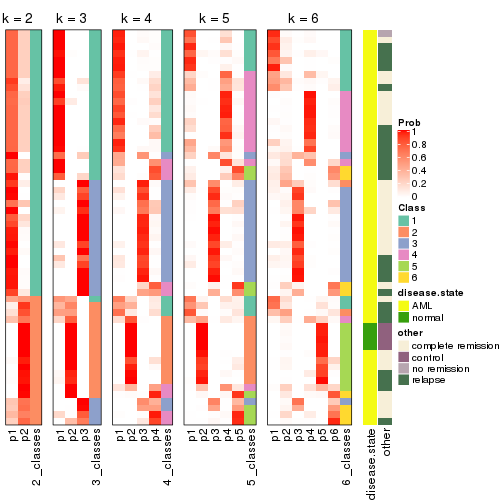 k = 2
k = 3
k = 4
k = 5
k = 6
Prob
1
0.8
0.6
0.4
0.2
0
Class
1
2
3
4
5
6
disease.state
AML
normal
other
complete remission
control
no remission
relapse
p1
p2
2_classes
p1
p2
p3
3_classes
p1
p2
p3
p4
4_classes
p1
p2
p3
p4
p5
5_classes
p1
p2
p3
p4
p5
p6
6_classes
disease.state
other